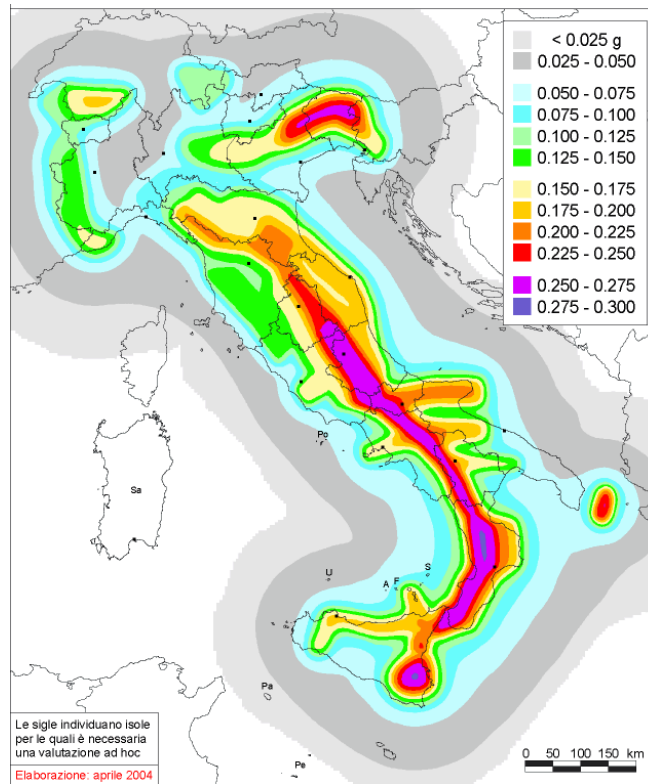 < 0.025 g
0.025 - 0.050
0.050 - 0.075
0.075 - 0.100
0.100 - 0.125
0.125 - 0.150
0.150 - 0.175
0.175 - 0.200
0.200 - 0.225
0.225 - 0.250
0.250 - 0.275
0.275 - 0.300
Po
Sa
U
A F
S
Pa
Pe
Le sigle individuano isole
per le quali è necessaria
una valutazione ad hoc
Elaborazione: aprile 2004
0 50 100 150 km